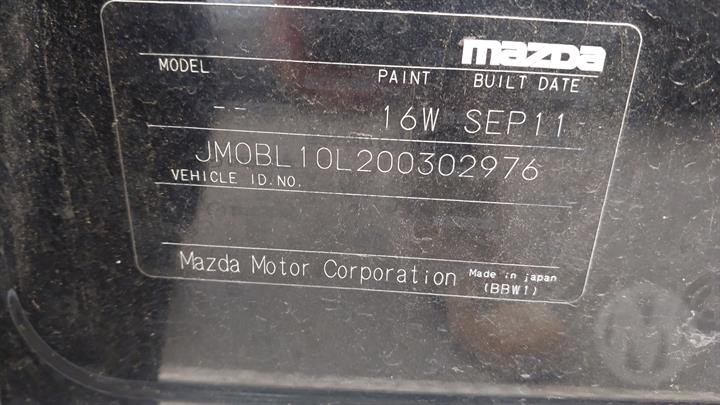 mazda
MODEL PAINT BUILT DATE
-- 16W SEP11
JM0BL10L200302976
VEHICLE ID.NO.
Mazda Motor Corporation Made in japan
(BBW1)